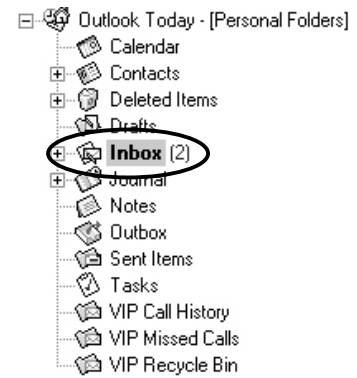 Outlook Today - [Personal Folders]
Calendar
Contacts
Deleted Items
Drafts
Inbox (2)
Journal
Notes
Outbox
Sent Items
Tasks
VIP Call History
VIP Missed Calls
VIP Recycle Bin